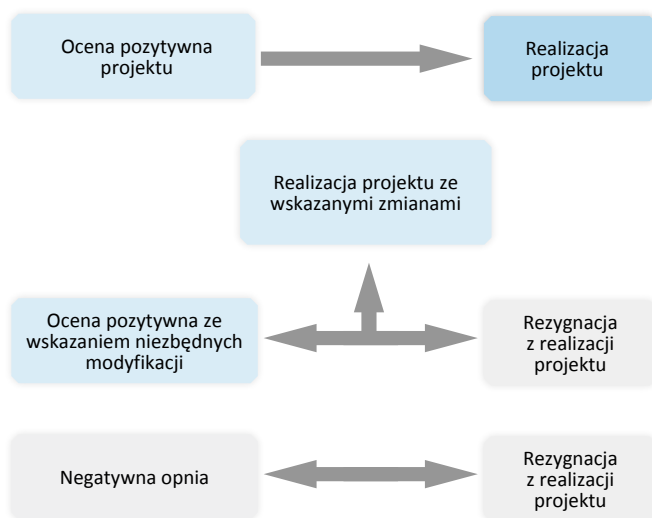 Ocena pozytywna
projektu
Realizacja
projektu
Realizacja projektu ze
wskazanymi zmianami
Ocena pozytywna ze
wskazaniem niezbędnych
modyfikacji
Rezygnacja
z realizacji
projektu
Negatywna opnia
Rezygnacja
z realizacji
projektu